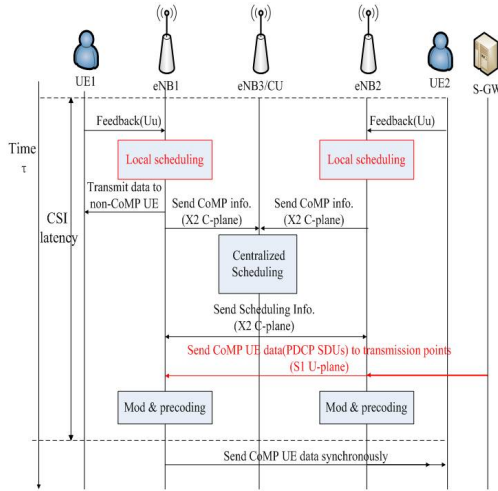 UE1
eNB1
eNB3/CU
eNB2
UE2
S-GW
Time
τ
Feedback(Uu)
Feedback(Uu)
Local scheduling
Local scheduling
Transmit data to
non-CoMP UE
CSI
latency
Send CoMP info.
(X2 C-plane)
Send CoMP info.
(X2 C-plane)
Centralized
Scheduling
Send Scheduling Info.
(X2 C-plane)
Send CoMP UE data(PDCP SDUs) to transmission points
(S1 U-plane)
Mod & precoding
Mod & precoding
Send CoMP UE data synchronously